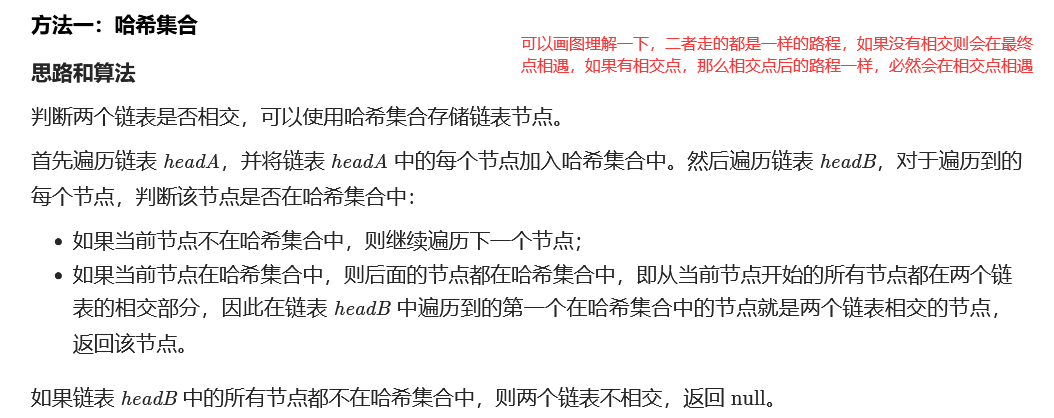 方法一：哈希集合
可以画图理解一下，二者走的都是一样的路程，如果没有相交则会在最终
点相遇，如果有相交点，那么相交点后的路程一样，必然会在相交点相遇
思路和算法
判断两个链表是否相交，可以使用哈希集合存储链表节点。
首先遍历链表 headA，并将链表 headA 中的每个节点加入哈希集合中。然后遍历链表 headB，对于遍历到的
每个节点，判断该节点是否在哈希集合中：
• 如果当前节点不在哈希集合中，则继续遍历下一个节点；
• 如果当前节点在哈希集合中，则后面的节点都在哈希集合中，即从当前节点开始的所有节点都在两个链
表的相交部分，因此在链表 headB 中遍历到的第一个在哈希集合中的节点就是两个链表相交的节点，
返回该节点。
如果链表 headB 中的所有节点都不在哈希集合中，则两个链表不相交，返回 null。